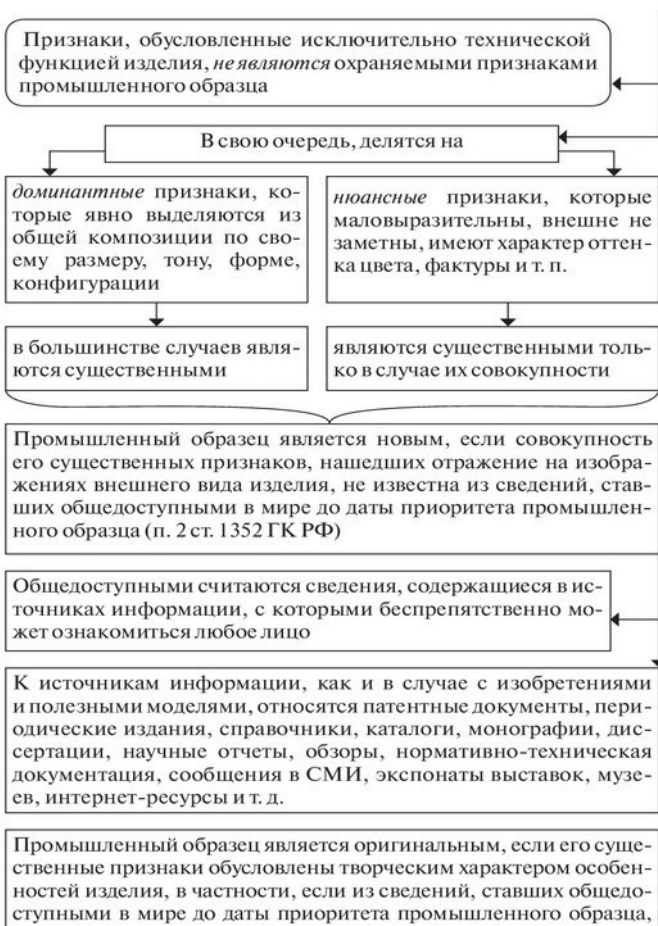 Признаки, обусловленные исключительно технической
функцией изделия, не являются охраняемыми признаками
промышленного образца
В свою очередь, делятся на
доминантные признаки, ко-
торые явно выделяются из
общей композиции по сво-
ему размеру, тону, форме,
конфигурации
нюансные признаки, которые
маловыразительны, внешне не
заметны, имеют характер оттен-
ка цвета, фактуры и т. п.
в большинстве случаев явля-
ются существенными
являются существенными толь-
ко в случае их совокупности
Промышленный образец является новым, если совокупность
его существенных признаков, нашедших отражение на изобра-
жениях внешнего вида изделия, не известна из сведений, став-
ших общедоступными в мире до даты приоритета промышлен-
ного образца (п. 2 ст. 1352 ГК РФ)
Общедоступными считаются сведения, содержащиеся в ис-
точниках информации, с которыми беспрепятственно мо-
жет ознакомиться любое лицо
К источникам информации, как и в случае с изобретениями
и полезными моделями, относятся патентные документы, пери-
одические издания, справочники, каталоги, монографии, дис-
сертации, научные отчеты, обзоры, нормативно-техническая
документация, сообщения в СМИ, экспонаты выставок, музе-
ев, интернет-ресурсы и т. д.
Промышленный образец является оригинальным, если его суще-
ственные признаки обусловлены творческим характером особен-
ностей изделия, в частности, если из сведений, ставших общедо-
ступными в мире до даты приоритета промышленного образца,